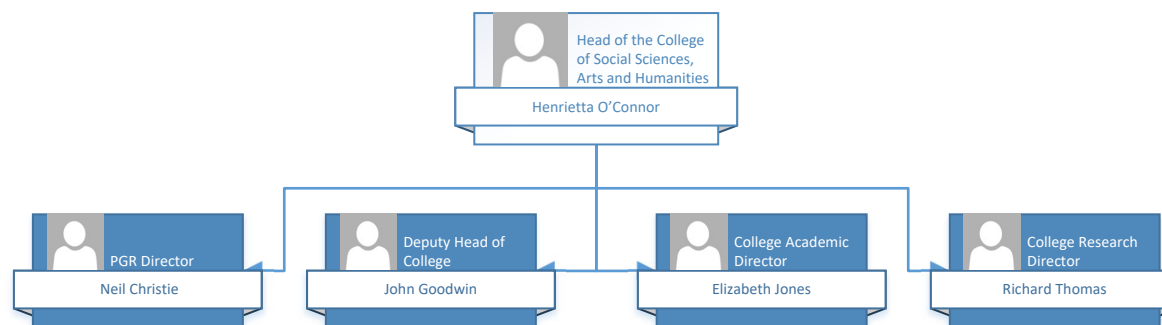 Head of the College
of Social Sciences,
Arts and Humanities
Henrietta O’Connor
PGR Director
Neil Christie
Deputy Head of
College
John Goodwin
College Academic
Director
Elizabeth Jones
College Research
Director
Richard Thomas